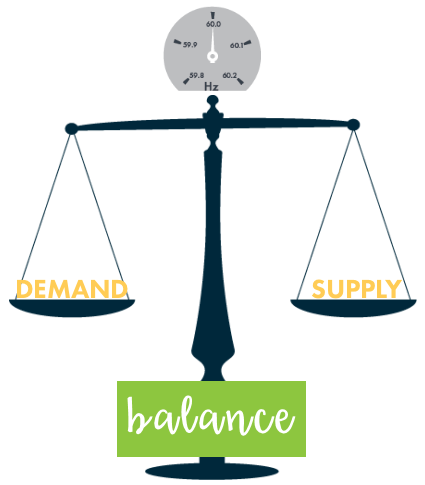 60.0
59.9 60.1
59.8 60.2
Hz
DEMAND SUPPLY
balance